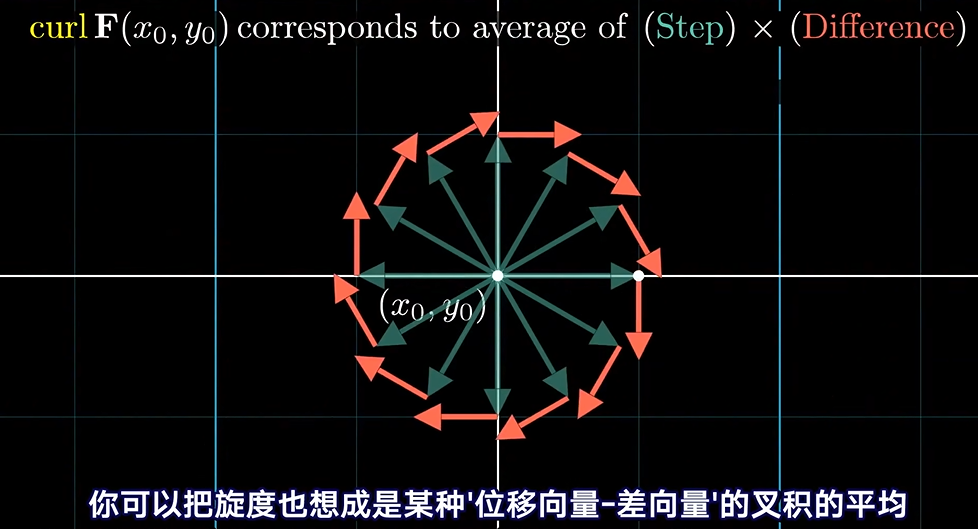 curl F(x₀, y₀) corresponds to average of (Step) × (Difference)
(x₀, y₀)
你可以把旋度也想成是某种'位移向量-差向量'的叉积的平均